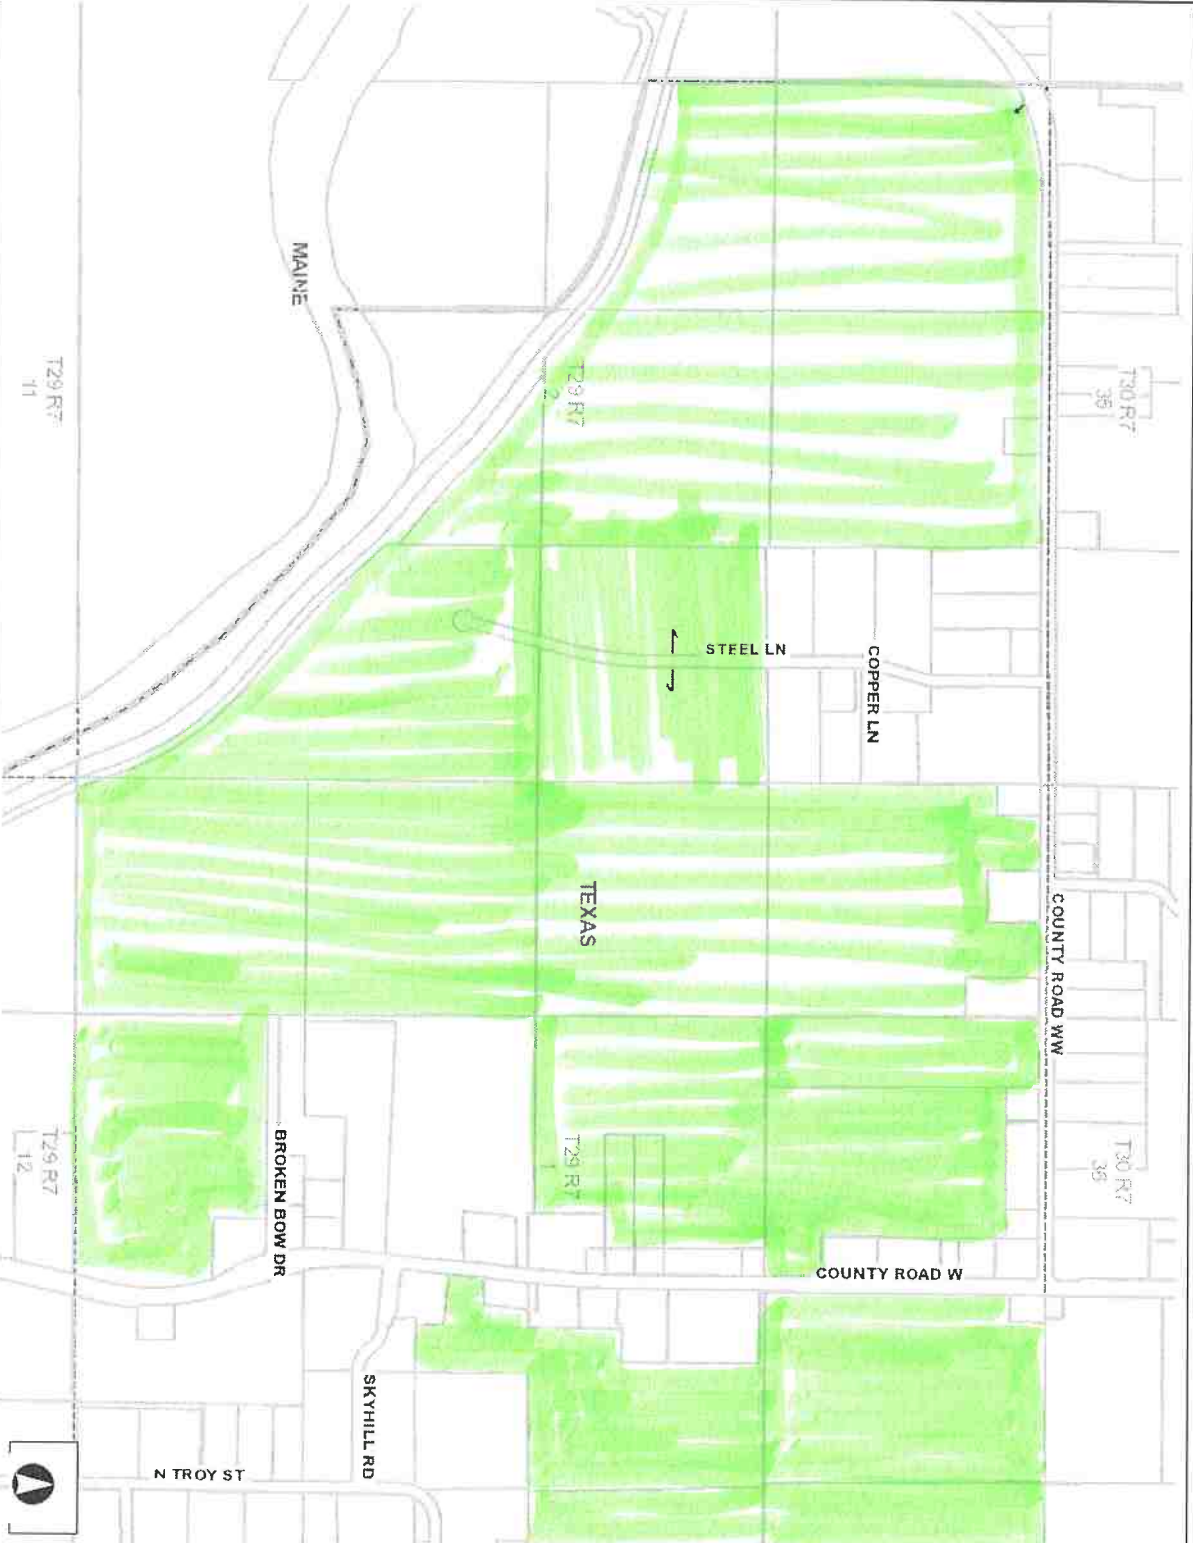 T30 R7
35
T30 R7
36
COUNTY ROAD WW
COPPER LN
STEEL LN
T29 R7
2
TEXAS
T29 R7
1
COUNTY ROAD W
MAINE
BROKEN BOW DR
SKYHILL RD
N TROY ST
T29 R7
11
T29 R7
12